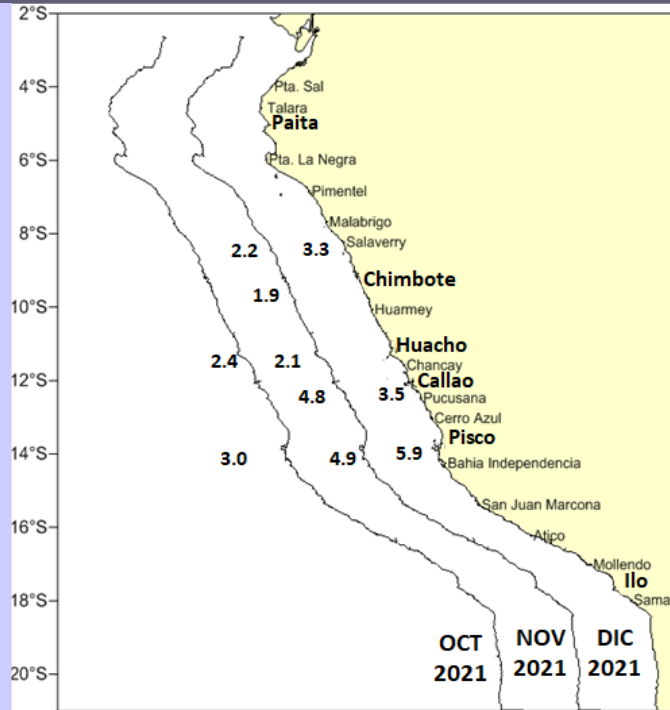 2°S
4°S
Pta. Sal
Talara
Paita
6°S
Pta. La Negra
Pimentel
8°S
Malabrigo
Salaverry
2.2
3.3
Chimbote
1.9
10°S
Huarmey
Huacho
2.4
2.1
Chancay
12°S
Callao
4.8
3.5
Pucusana
Cerro Azul
Pisco
14°S
3.0
4.9
5.9
Bahia Independencia
San Juan Marcona
16°S
Atico
Mollendo
Ilo
18°S
Sama
OCT
2021
NOV
2021
DIC
2021
20°S